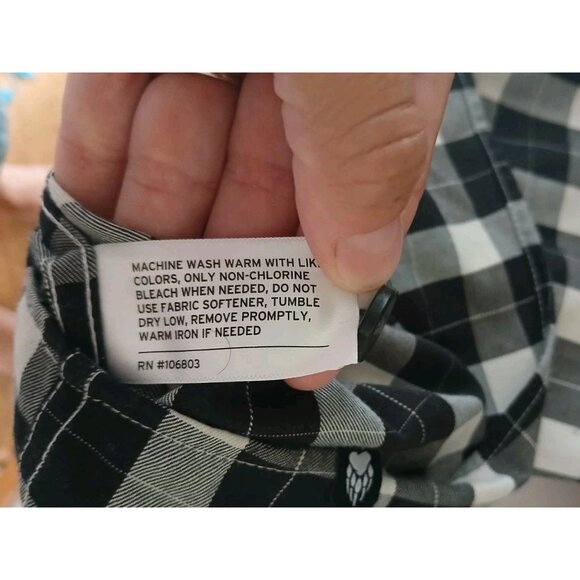 MACHINE WASH WARM WITH LIK
COLORS, ONLY NON-CHLORINE
BLEACH WHEN NEEDED, DO NOT
USE FABRIC SOFTENER, TUMBLE
DRY LOW, REMOVE PROMPTLY,
WARM IRON IF NEEDED
RN #106803